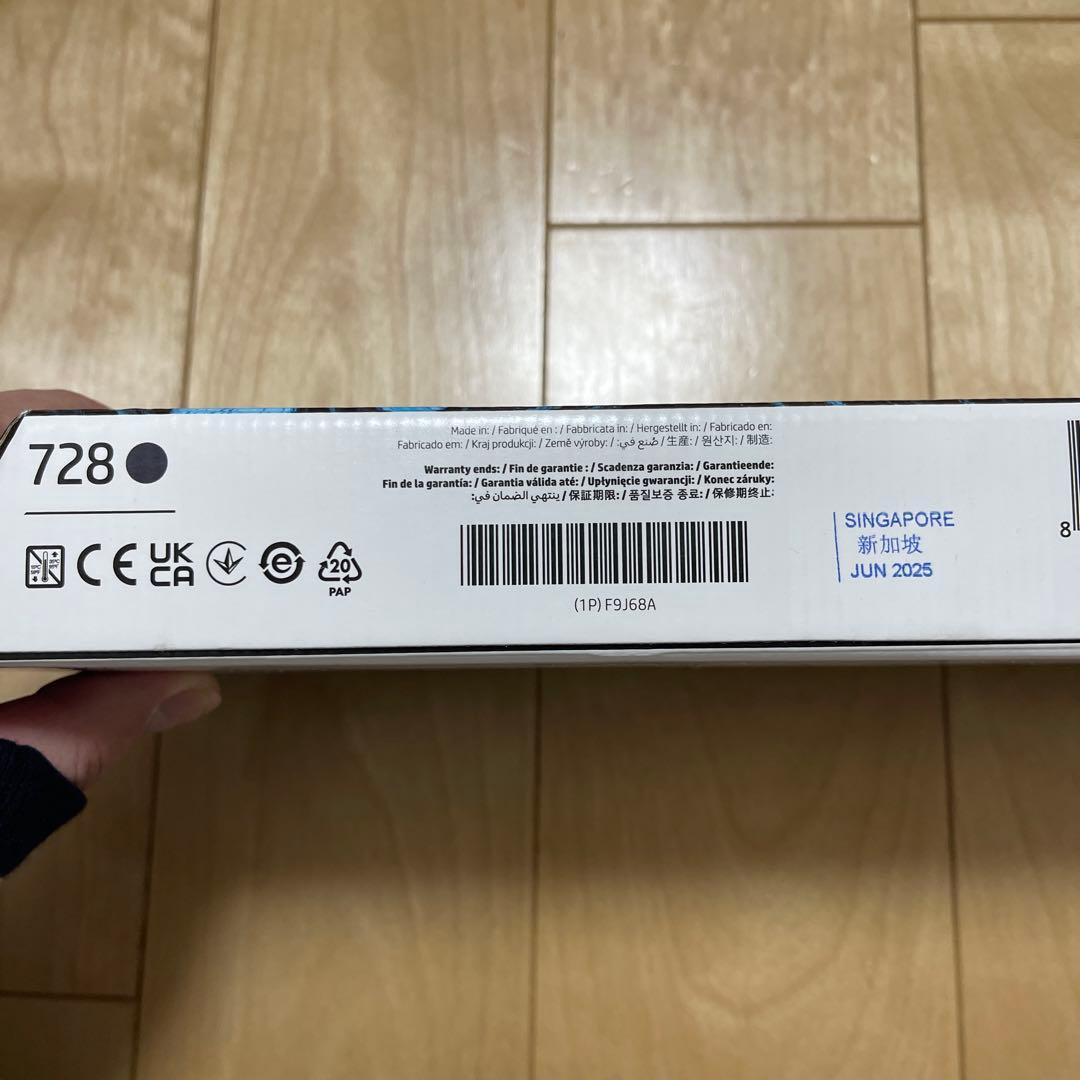 728
Made in: / Fabriqué en : / Fabbricata in: / Hergestellt in: / Fabricado en:
Fabricado em: / Kraj produkcji: / Země výroby: / صُنع في: / 生産: / 원산지: / 制造:
Warranty ends: / Fin de garantie : / Scadenza garanzia: / Garantieende:
Fin de la garantía: / Garantia válida até: / Upłynięcie gwarancji: / Konec záruky:
ينتهي الضمان في: / 保証期限: / 품질보증 종료: / 保修期终止:
CE
UK
CA
e
20
PAP
(1P) F9J68A
SINGAPORE
新加坡
JUN 2025
8